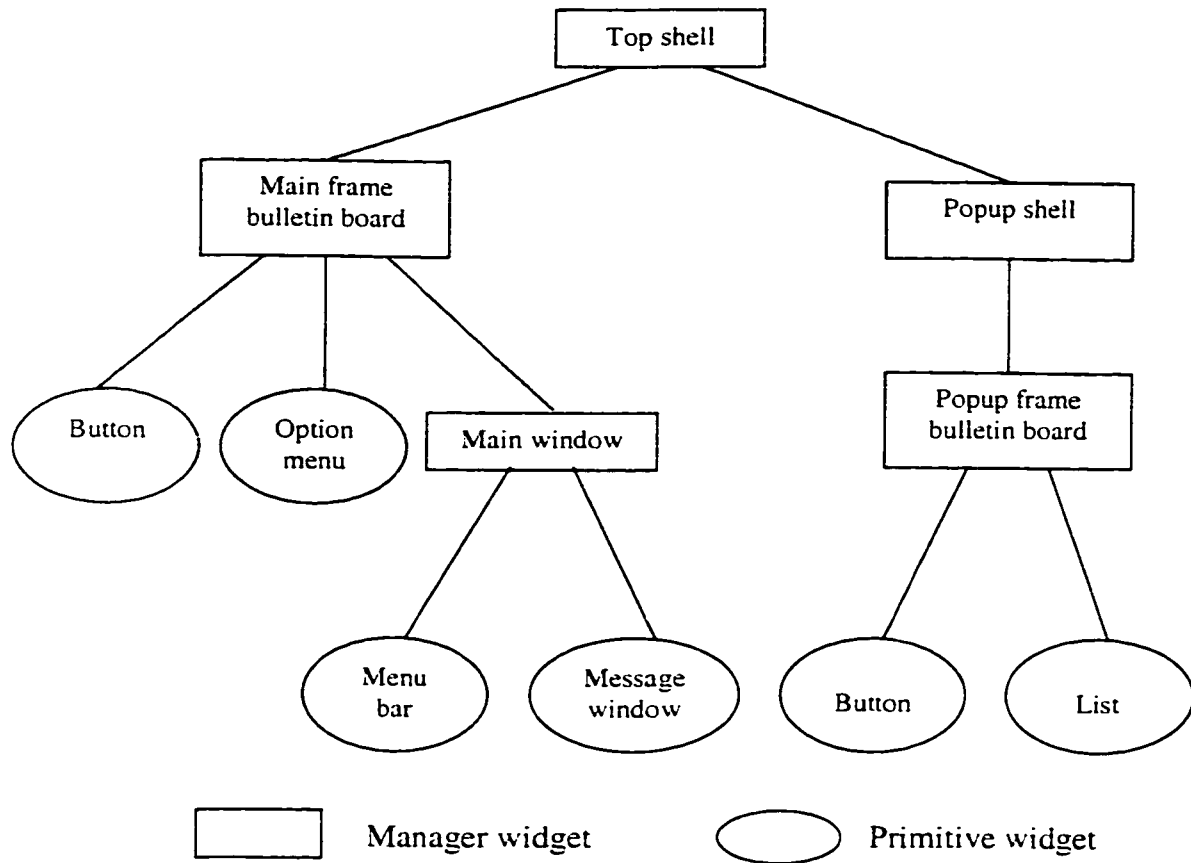 Top shell
Main frame
bulletin board
Popup shell
Button
Option
menu
Main window
Popup frame
bulletin board
Menu
bar
Message
window
Button
List
Manager widget
Primitive widget